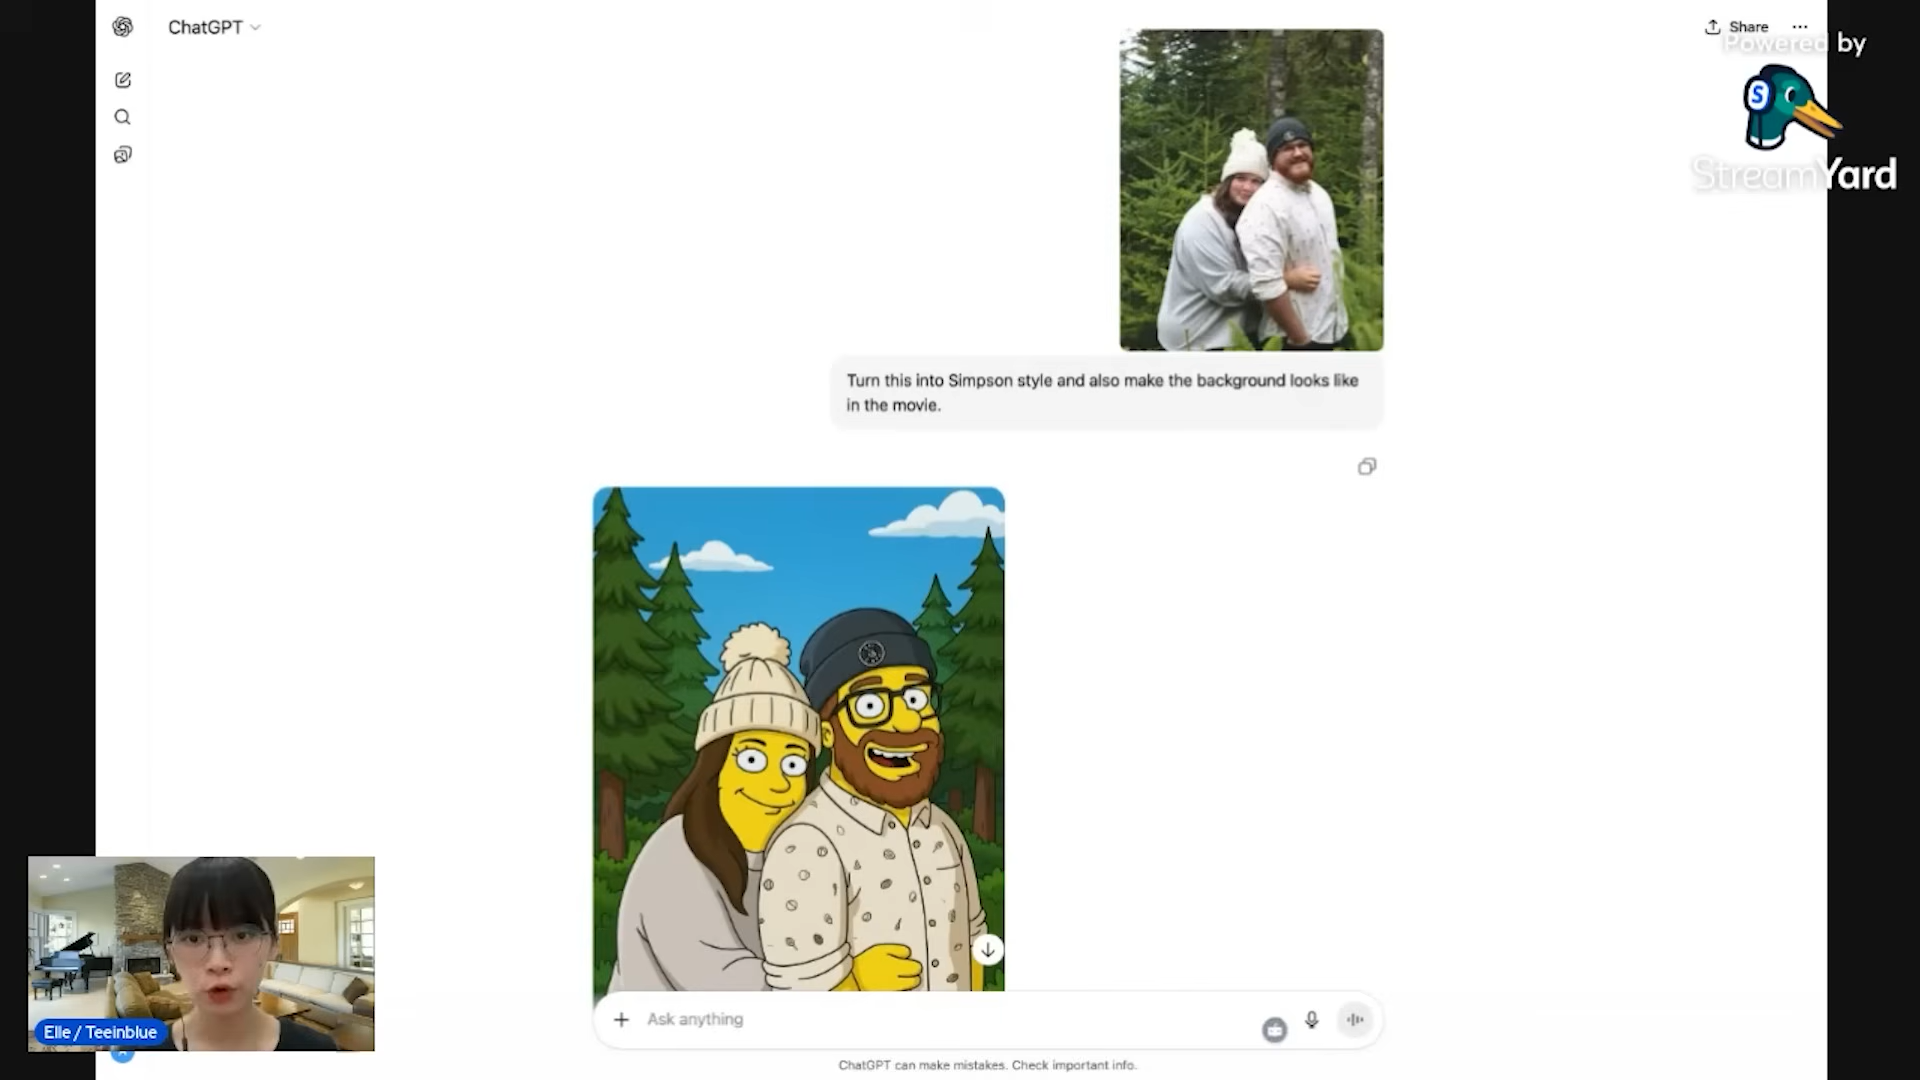 ChatGPT
Share
Powered by
S
StreamYard
Turn this into Simpson style and also make the background looks like
in the movie.
Ask anything
Elle / Teeinblue
ChatGPT can make mistakes. Check important info.